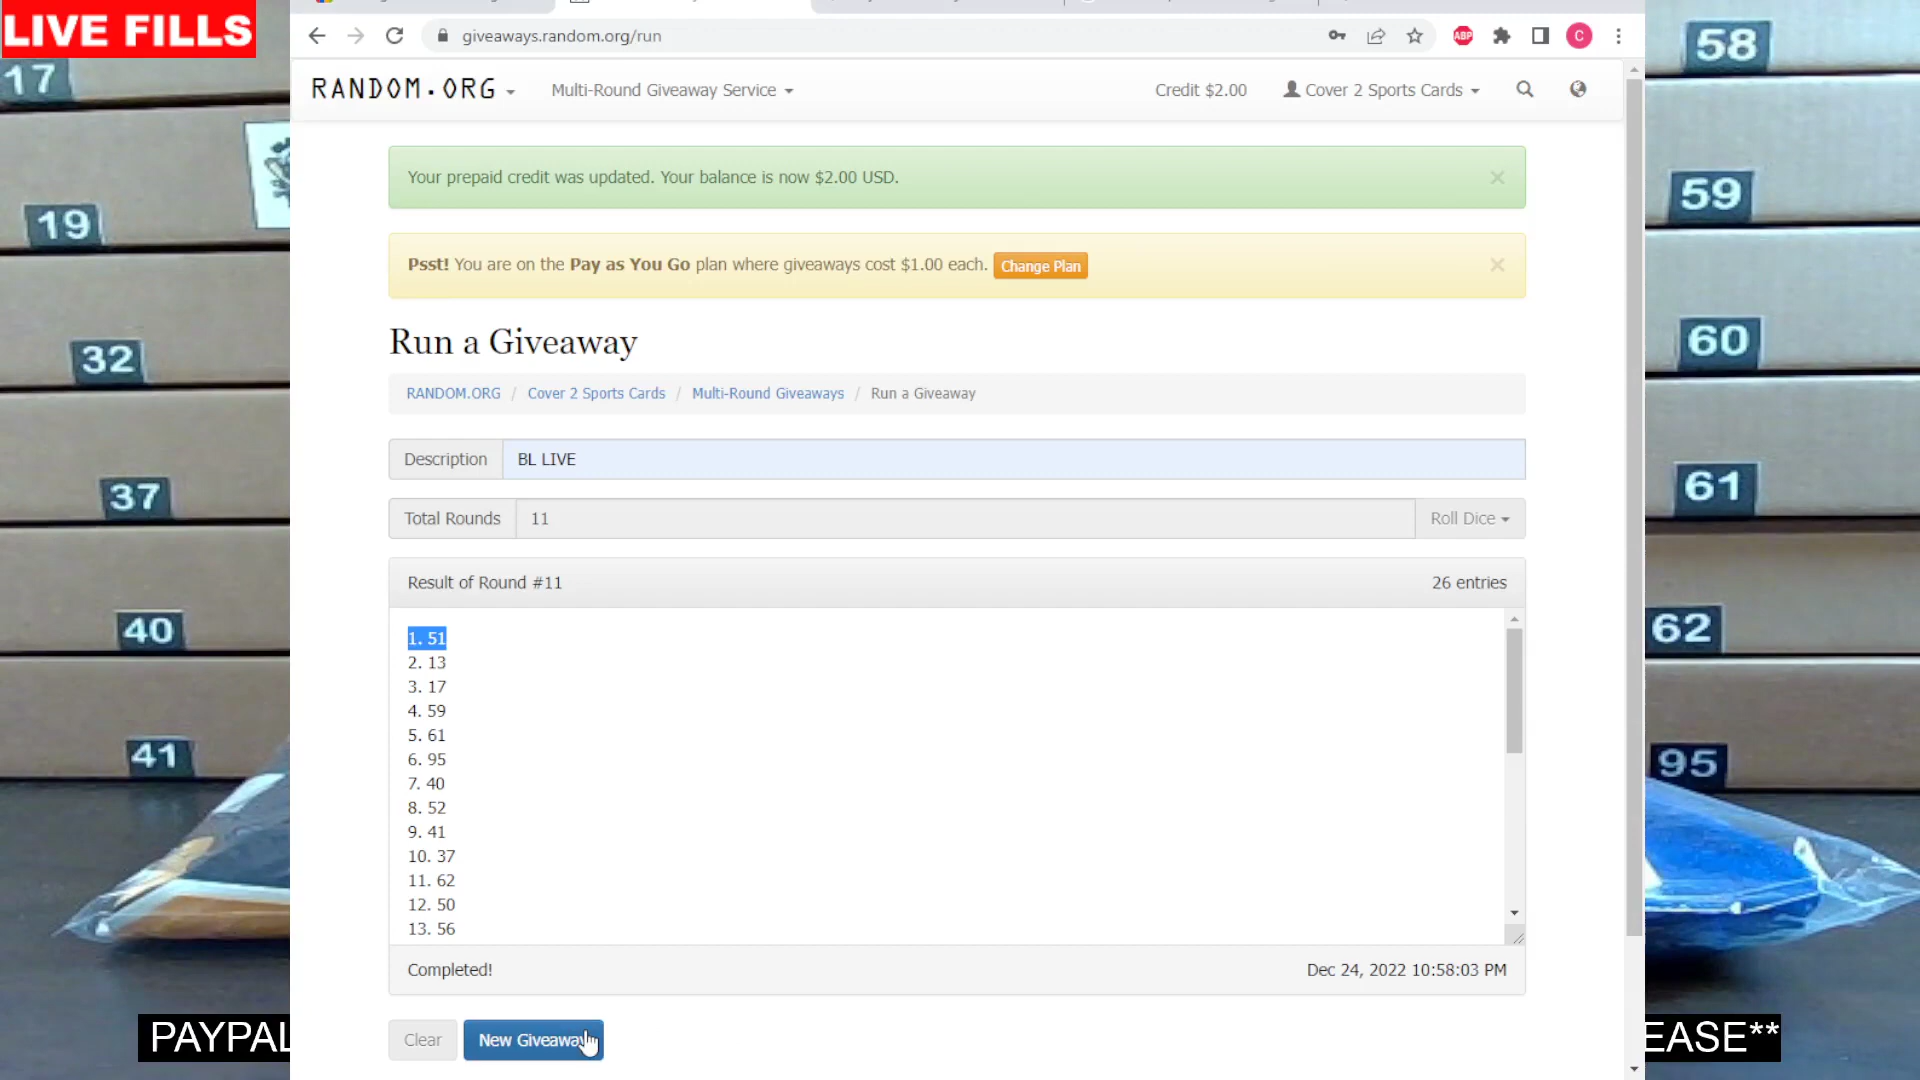 LIVE FILLS
17
19
32
37
40
41
58
59
60
61
62
95
giveaways.random.org/run
ABP
C
RANDOM.ORG
Multi-Round Giveaway Service
Credit $2.00
Cover 2 Sports Cards
Your prepaid credit was updated. Your balance is now $2.00 USD.
Psst! You are on the Pay as You Go plan where giveaways cost $1.00 each. Change Plan
Run a Giveaway
RANDOM.ORG / Cover 2 Sports Cards / Multi-Round Giveaways / Run a Giveaway
Description BL LIVE
Total Rounds 11 Roll Dice
Result of Round #11 26 entries
1. 51
2. 13
3. 17
4. 59
5. 61
6. 95
7. 40
8. 52
9. 41
10. 37
11. 62
12. 50
13. 56
Completed! Dec 24, 2022 10:58:03 PM
Clear New Giveaway
PAYPAL
EASE**